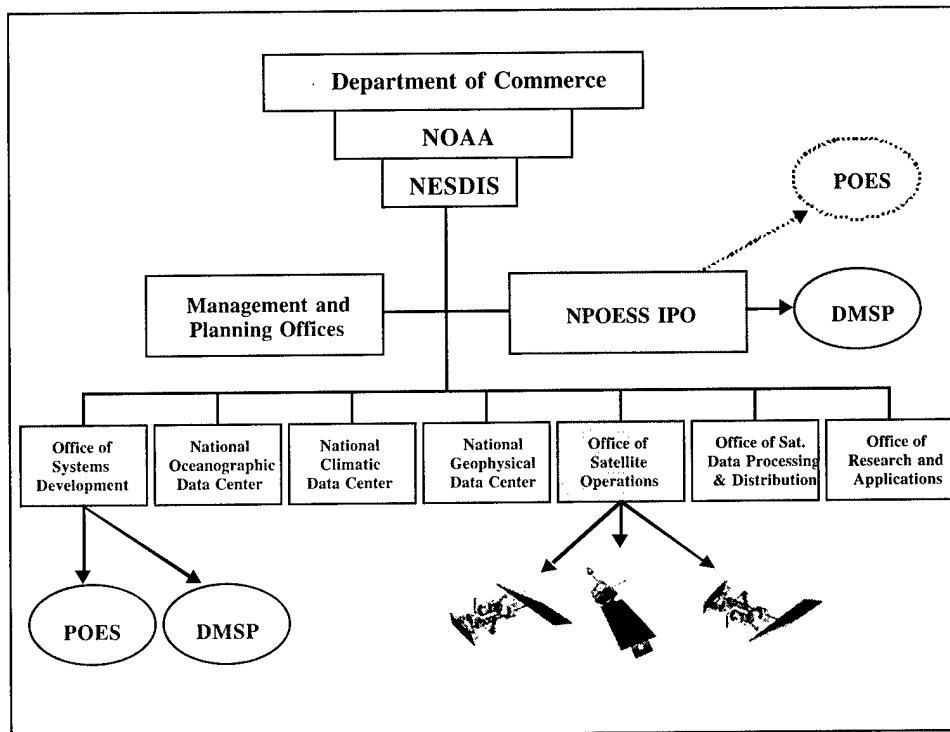 Department of Commerce
NOAA
NESDIS
POES
Management and
Planning Offices
NPOESS IPO
DMSP
Office of
Systems
Development
National
Oceanographic
Data Center
National
Climatic
Data Center
National
Geophysical
Data Center
Office of
Satellite
Operations
Office of Sat.
Data Processing
& Distribution
Office of
Research and
Applications
POES
DMSP